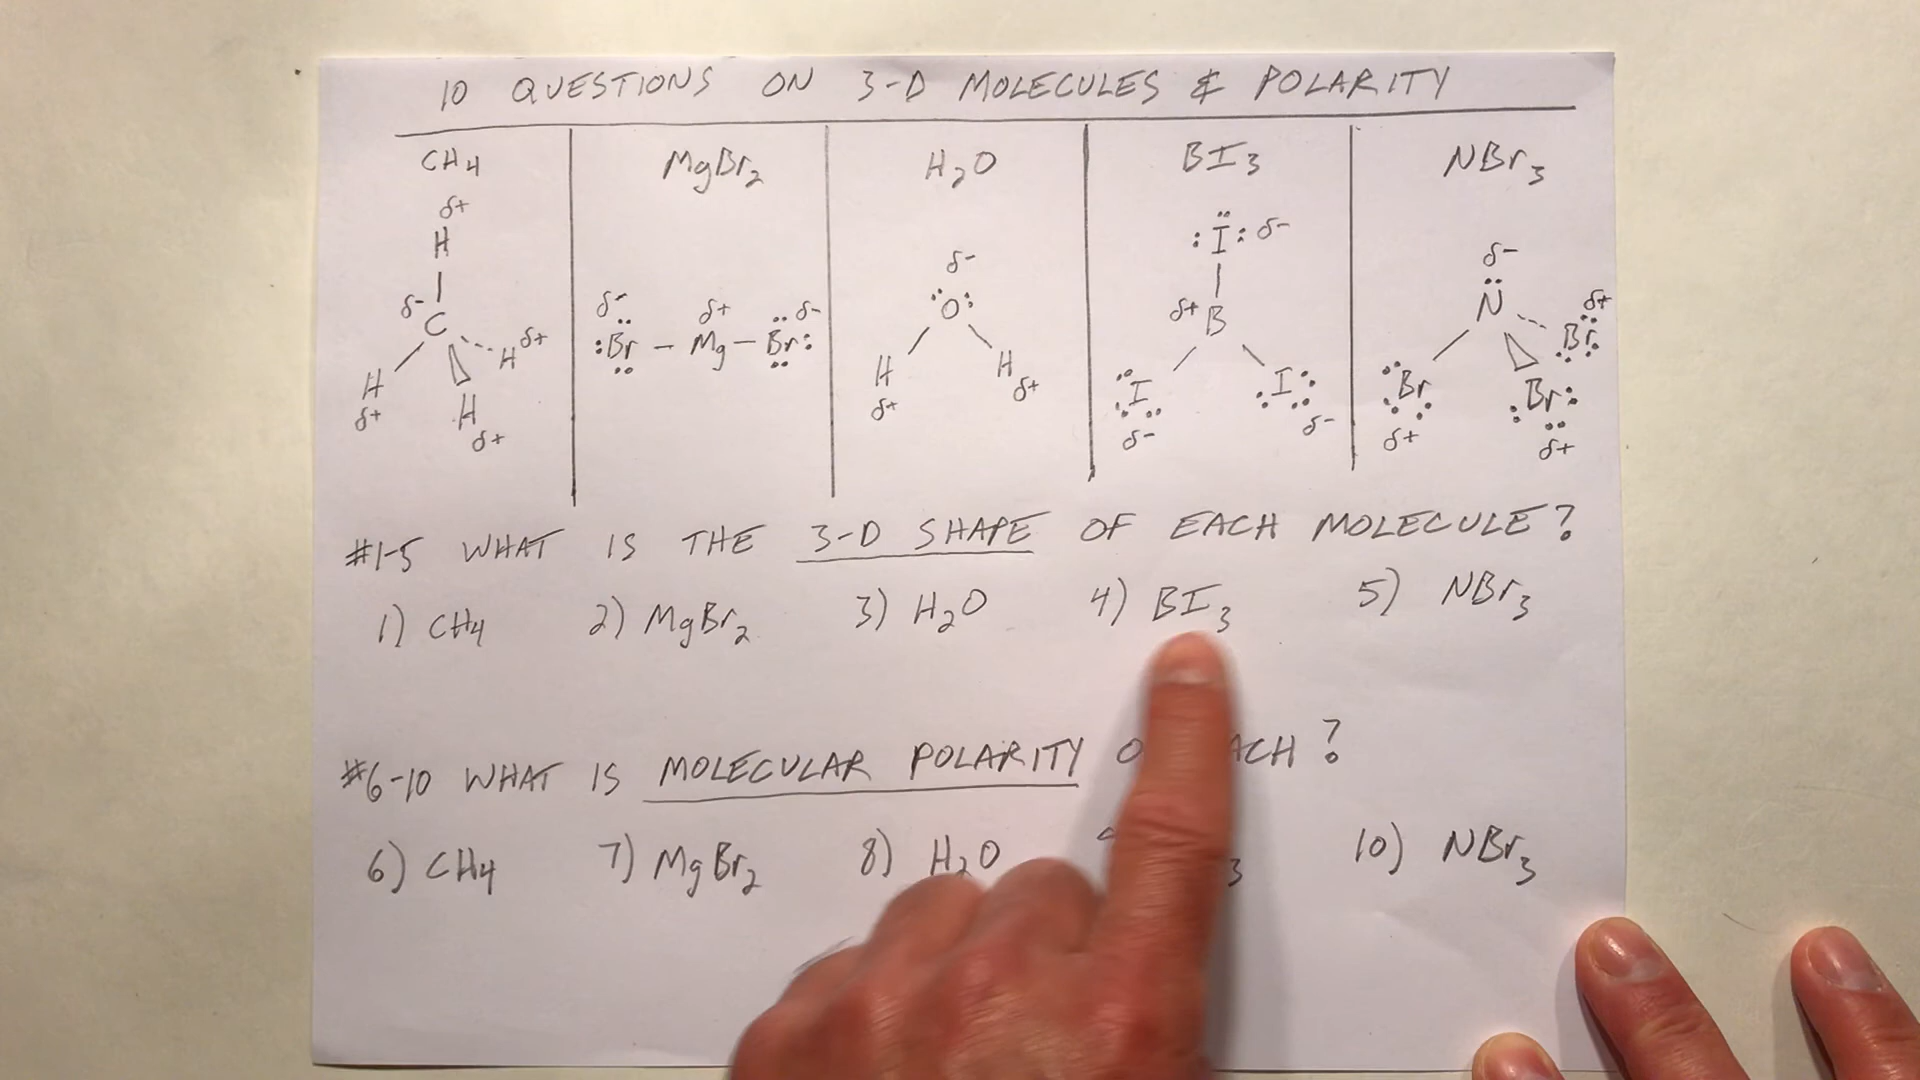 10 QUESTIONS ON 3-D MOLECULES & POLARITY
CH4 MgBr2 H2O BI3 NBr3
δ+
H
δ- C
H δ+
H δ+
H δ+
δ- δ+ δ-
Br - Mg - Br
δ-
O
H H
δ+ δ+
I δ-
δ+ B
I I
δ- δ-
δ-
N
δ+
Br
Br Br
δ+ δ+
#1-5 WHAT IS THE 3-D SHAPE OF EACH MOLECULE?
1) CH4 2) MgBr2 3) H2O 4) BI3 5) NBr3
#6-10 WHAT IS MOLECULAR POLARITY ?
6) CH4 7) MgBr2 8) H2O 10) NBr3